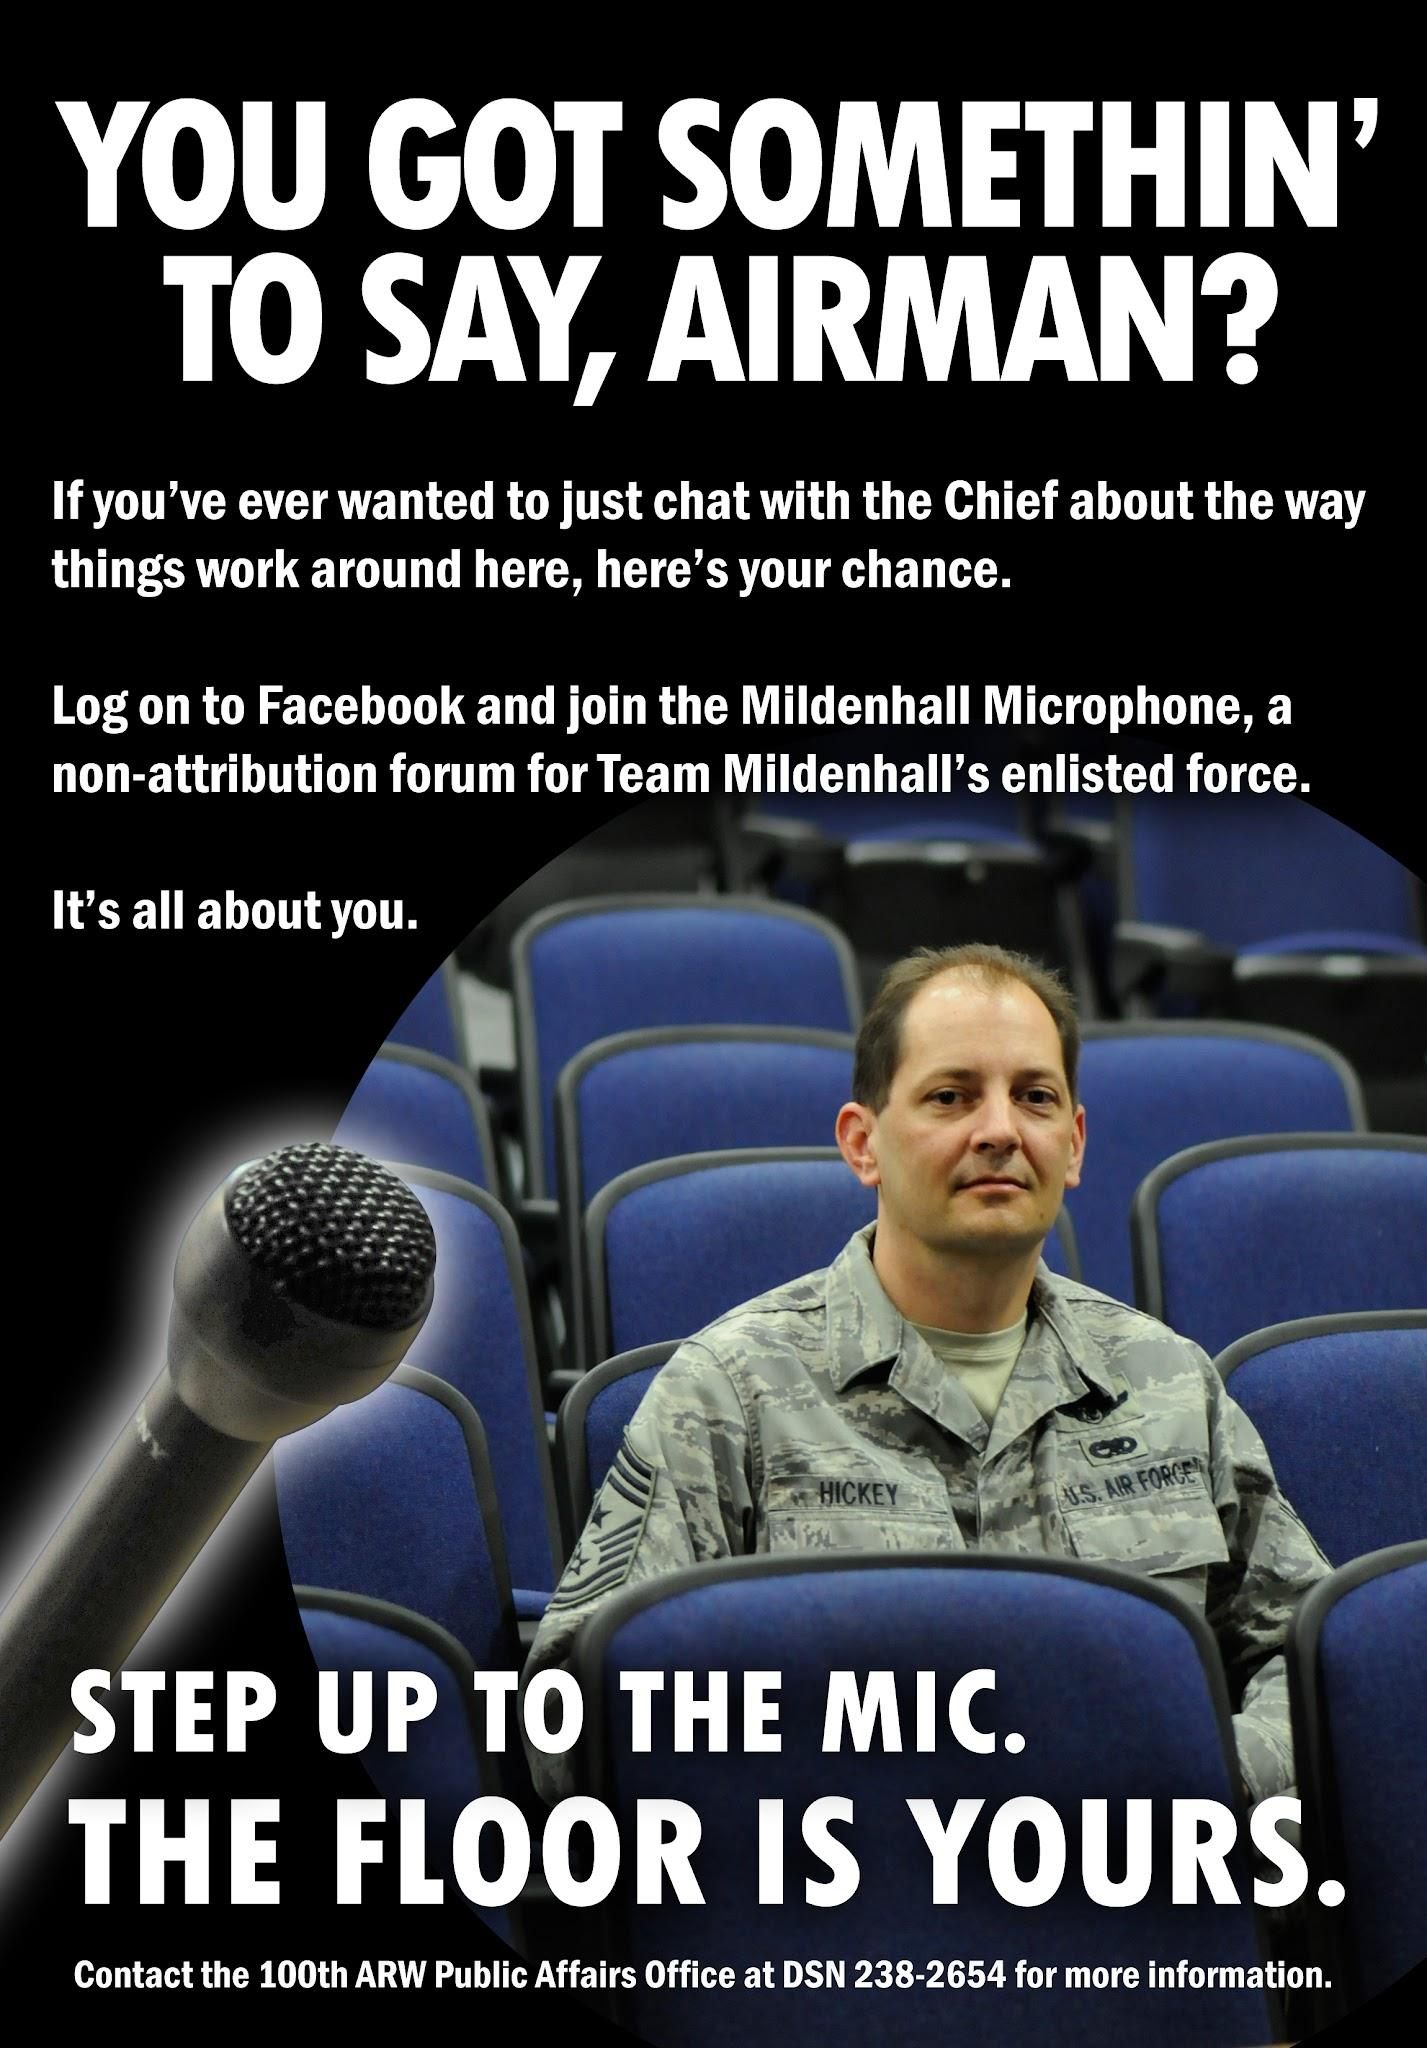 YOU GOT SOMETHIN’
TO SAY, AIRMAN?
If you’ve ever wanted to just chat with the Chief about the way
things work around here, here’s your chance.
Log on to Facebook and join the Mildenhall Microphone, a
non-attribution forum for Team Mildenhall’s enlisted force.
It’s all about you.
HICKEY
U.S. AIR FORCE
STEP UP TO THE MIC.
THE FLOOR IS YOURS.
Contact the 100th ARW Public Affairs Office at DSN 238-2654 for more information.